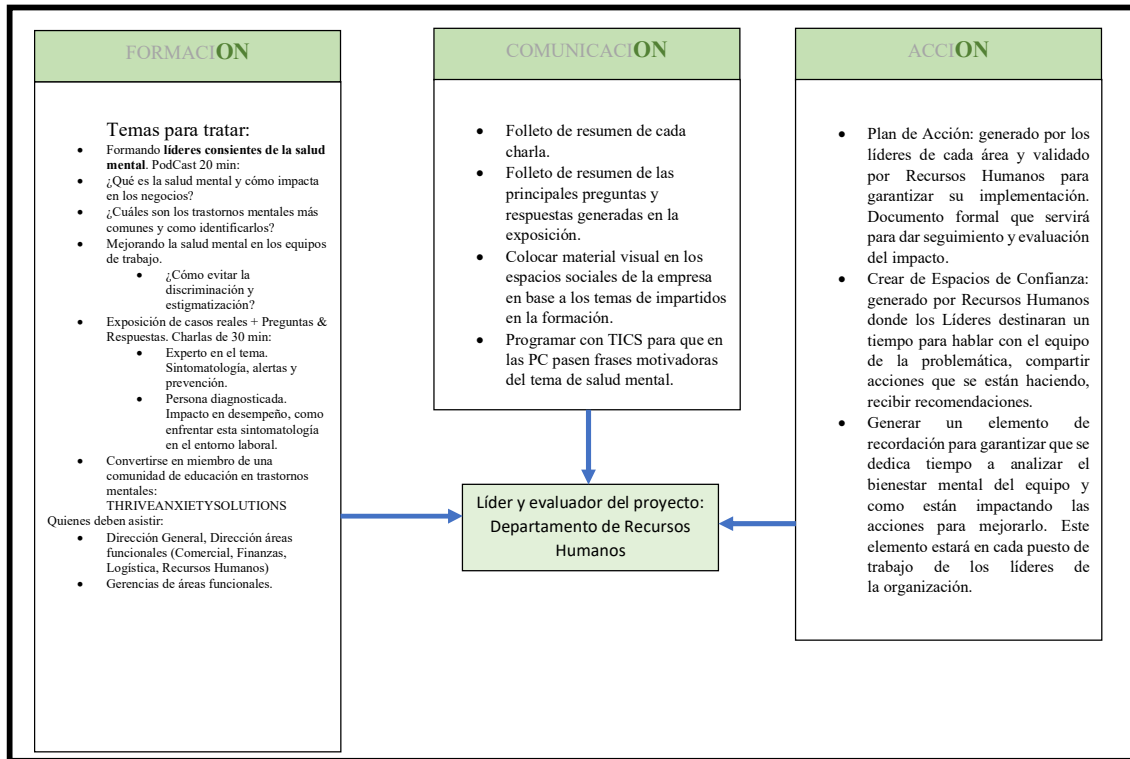 FORMACION
Temas para tratar:
• Formando líderes consientes de la salud
mental. PodCast 20 min:
• ¿Qué es la salud mental y cómo impacta
en los negocios?
• ¿Cuáles son los trastornos mentales más
comunes y como identificarlos?
• Mejorando la salud mental en los equipos
de trabajo.
• ¿Cómo evitar la
discriminación y
estigmatización?
• Exposición de casos reales + Preguntas &
Respuestas. Charlas de 30 min:
• Experto en el tema.
Sintomatología, alertas y
prevención.
• Persona diagnosticada.
Impacto en desempeño, como
enfrentar esta sintomatología
en el entorno laboral.
• Convertirse en miembro de una
comunidad de educación en trastornos
mentales:
THRIVEANXIETYSOLUTIONS
Quienes deben asistir:
• Dirección General, Dirección áreas
funcionales (Comercial, Finanzas,
Logística, Recursos Humanos)
• Gerencias de áreas funcionales.
COMUNICACION
• Folleto de resumen de cada
charla.
• Folleto de resumen de las
principales preguntas y
respuestas generadas en la
exposición.
• Colocar material visual en los
espacios sociales de la empresa
en base a los temas de impartidos
en la formación.
• Programar con TICS para que en
las PC pasen frases motivadoras
del tema de salud mental.
Líder y evaluador del proyecto:
Departamento de Recursos
Humanos
ACCION
• Plan de Acción: generado por los
líderes de cada área y validado
por Recursos Humanos para
garantizar su implementación.
Documento formal que servirá
para dar seguimiento y evaluación
del impacto.
• Crear de Espacios de Confianza:
generado por Recursos Humanos
donde los Líderes destinaran un
tiempo para hablar con el equipo
de la problemática, compartir
acciones que se están haciendo,
recibir recomendaciones.
• Generar un elemento de
recordación para garantizar que se
dedica tiempo a analizar el
bienestar mental del equipo y
como están impactando las
acciones para mejorarlo. Este
elemento estará en cada puesto de
trabajo de los líderes de
la organización.